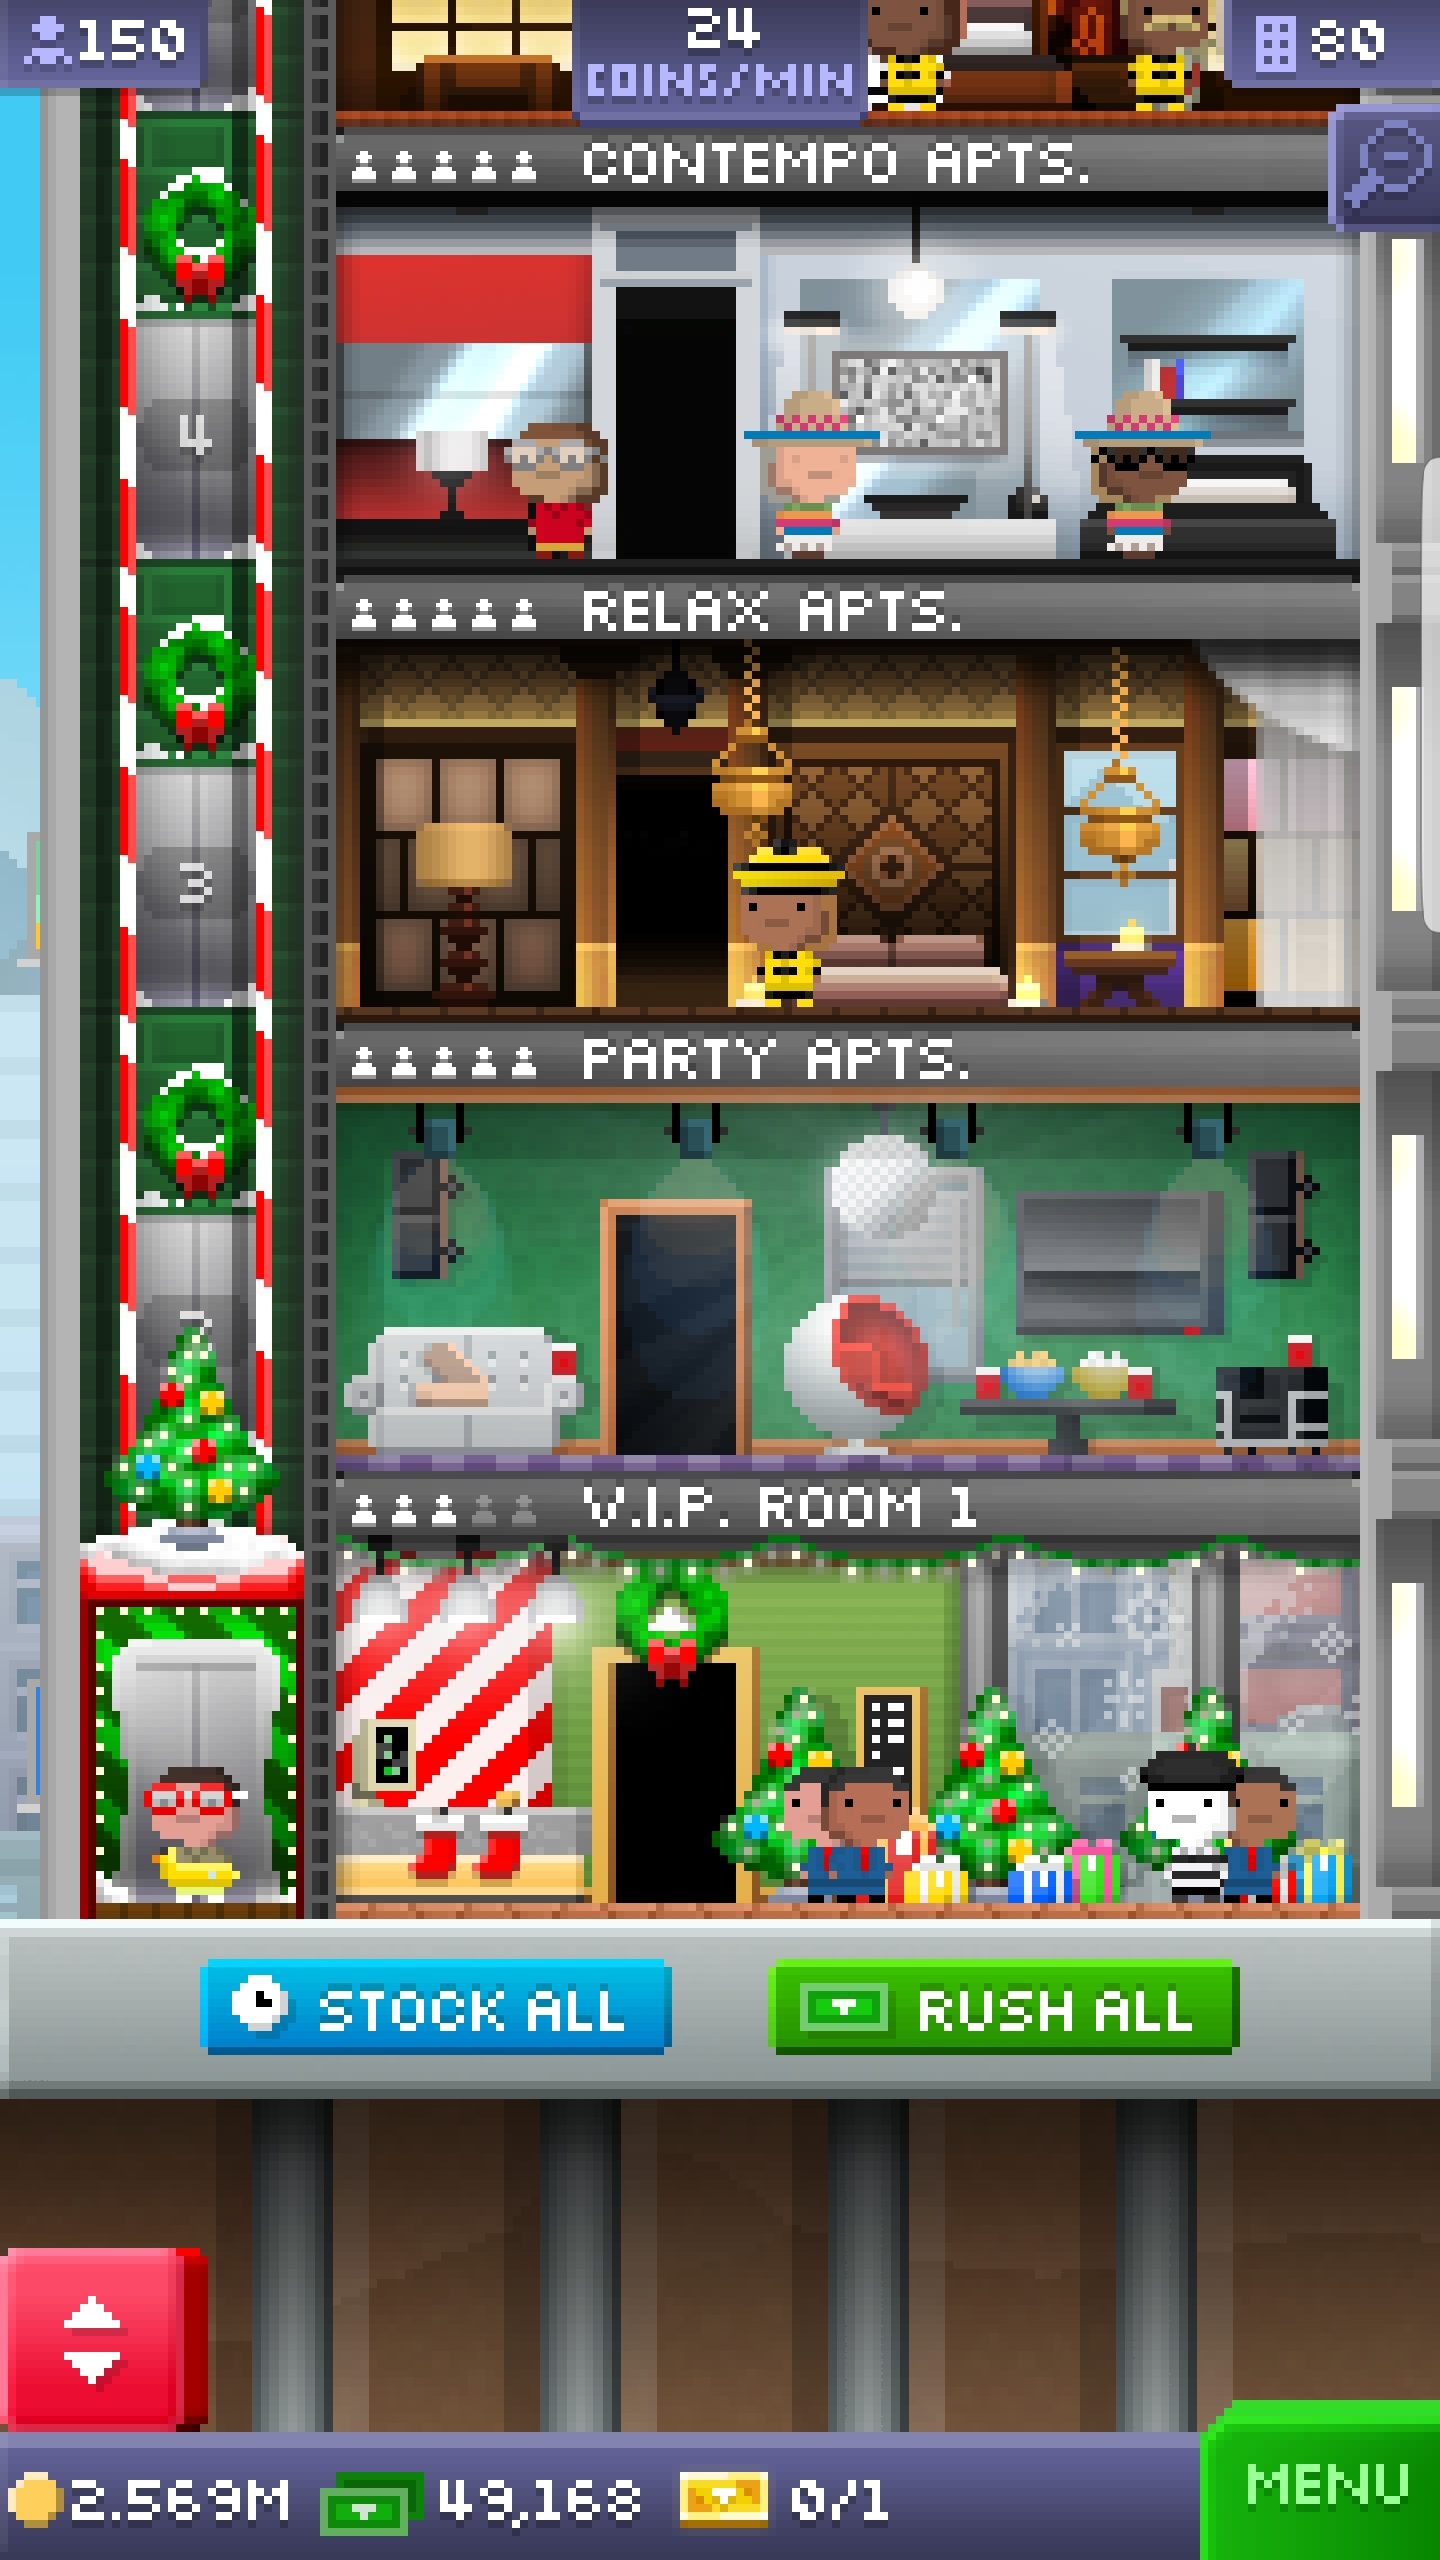 150
24
COINS/MIN
80
CONTEMPO APTS.
4
RELAX APTS.
3
PARTY APTS.
V.I.P. ROOM 1
STOCK ALL
RUSH ALL
2.569M
49,168
0/1
MENU